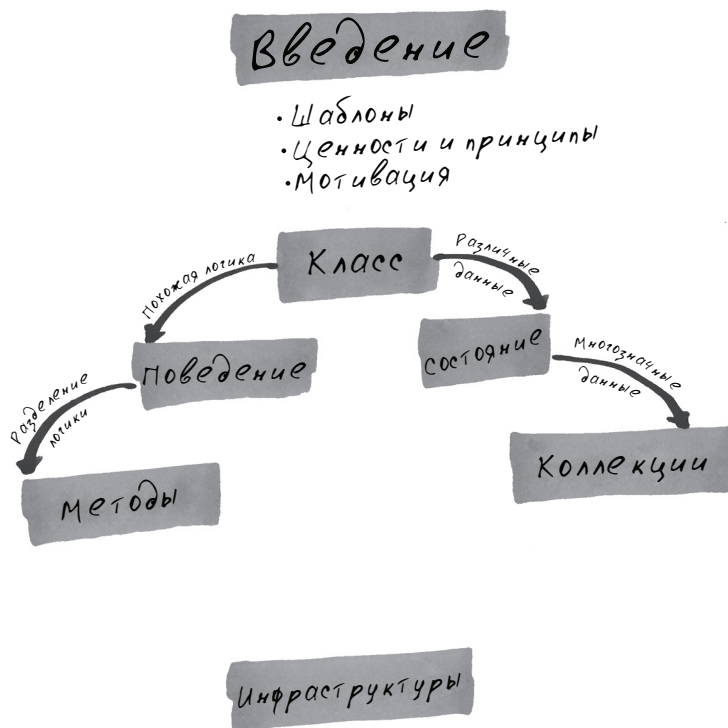 Введение
• Шаблоны
• Ценности и принципы
• Мотивация
Класс
Похожая логика
Различные
данные
Поведение
Состояние
Разделение
логики
Многозначные
данные
Методы
Коллекции
Инфраструктуры